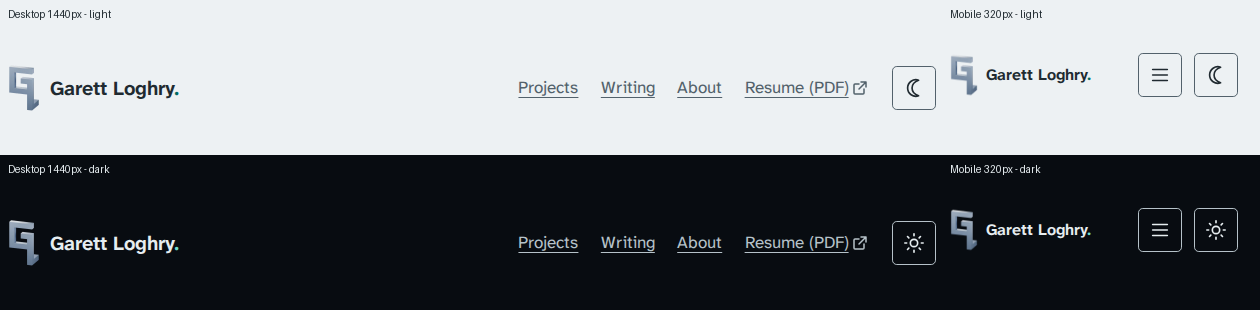 Desktop 1440px - light
Mobile 320px - light
Garett Loghry.
Projects Writing About Resume (PDF)
Garett Loghry.
Desktop 1440px - dark
Mobile 320px - dark
Garett Loghry.
Projects Writing About Resume (PDF)
Garett Loghry.